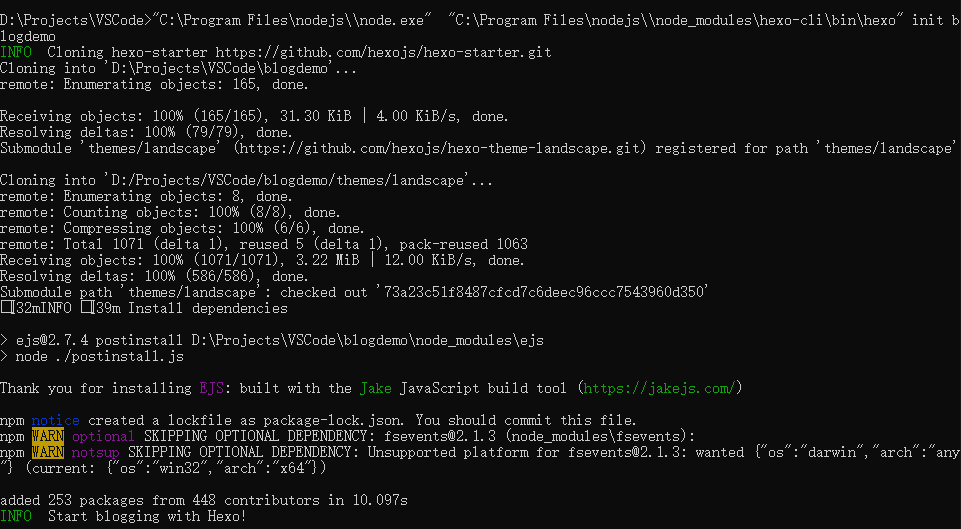 D:\Projects\VSCode>"C:\Program Files\nodejs\\node.exe"  "C:\Program Files\nodejs\\node_modules\hexo-cli\bin\hexo" init b
logdemo
INFO  Cloning hexo-starter https://github.com/hexojs/hexo-starter.git
Cloning into 'D:\Projects\VSCode\blogdemo'...
remote: Enumerating objects: 165, done.
Receiving objects: 100% (165/165), 31.30 KiB | 4.00 KiB/s, done.
Resolving deltas: 100% (79/79), done.
Submodule 'themes/landscape' (https://github.com/hexojs/hexo-theme-landscape.git) registered for path 'themes/landscape'
Cloning into 'D:/Projects/VSCode/blogdemo/themes/landscape'...
remote: Enumerating objects: 8, done.
remote: Counting objects: 100% (8/8), done.
remote: Compressing objects: 100% (6/6), done.
remote: Total 1071 (delta 1), reused 5 (delta 1), pack-reused 1063
Receiving objects: 100% (1071/1071), 3.22 MiB | 12.00 KiB/s, done.
Resolving deltas: 100% (586/586), done.
Submodule path 'themes/landscape': checked out '73a23c51f8487cfcd7c6deec96ccc7543960d350'
[32mINFO [39m Install dependencies
> ejs@2.7.4 postinstall D:\Projects\VSCode\blogdemo\node_modules\ejs
> node ./postinstall.js
Thank you for installing EJS: built with the Jake JavaScript build tool (https://jakejs.com/)
npm notice created a lockfile as package-lock.json. You should commit this file.
npm WARN optional SKIPPING OPTIONAL DEPENDENCY: fsevents@2.1.3 (node_modules\fsevents):
npm WARN notsup SKIPPING OPTIONAL DEPENDENCY: Unsupported platform for fsevents@2.1.3: wanted {"os":"darwin","arch":"any
"} (current: {"os":"win32","arch":"x64"})
added 253 packages from 448 contributors in 10.097s
INFO  Start blogging with Hexo!